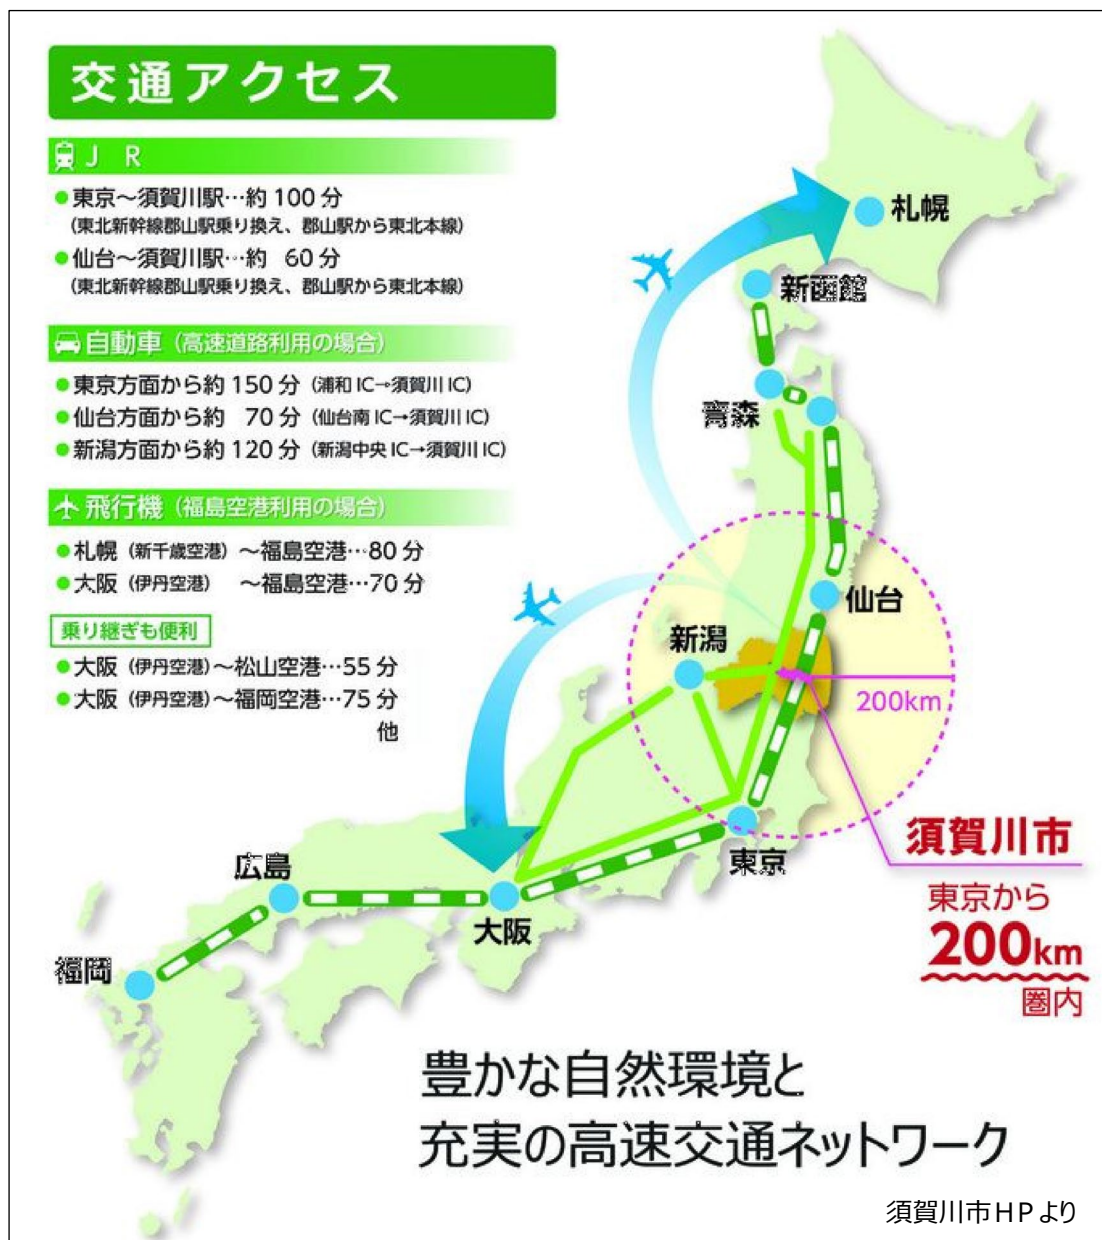 交通アクセス
J R
●東京～須賀川駅…約 100 分
(東北新幹線郡山駅乗り換え、郡山駅から東北本線)
●仙台～須賀川駅…約 60 分
(東北新幹線郡山駅乗り換え、郡山駅から東北本線)
自動車 (高速道路利用の場合)
●東京方面から約 150 分 (浦和 IC→須賀川 IC)
●仙台方面から約 70 分 (仙台南 IC→須賀川 IC)
●新潟方面から約 120 分 (新潟中央 IC→須賀川 IC)
飛行機 (福島空港利用の場合)
●札幌 (新千歳空港) ～福島空港…80 分
●大阪 (伊丹空港) ～福島空港…70 分
乗り継ぎも便利
●大阪 (伊丹空港) ～松山空港…55 分
●大阪 (伊丹空港) ～福岡空港…75 分
他
札幌
新函館
青森
仙台
新潟
200km
東京
広島
大阪
福岡
須賀川市
東京から
200km
圏内
豊かな自然環境と
充実の高速交通ネットワーク
須賀川市HPより